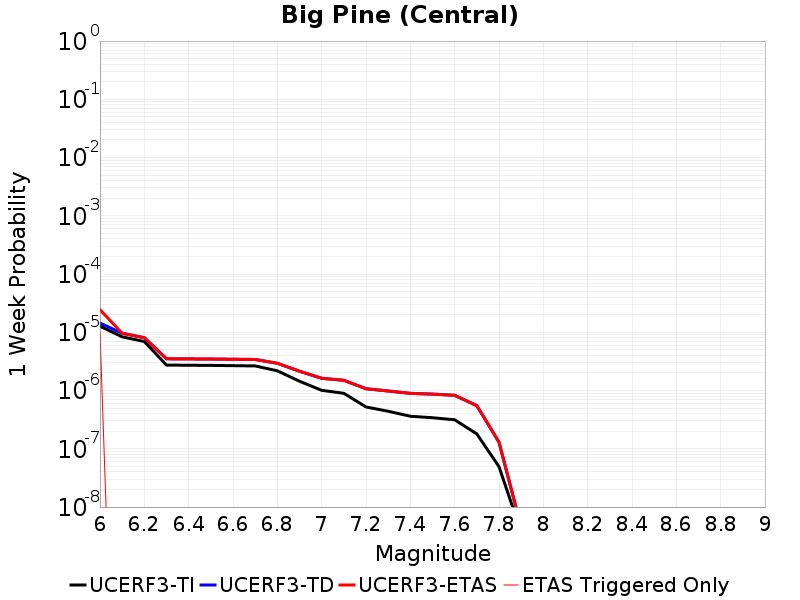 Big Pine (Central)
1 Week Probability
10^0
10^-1
10^-2
10^-3
10^-4
10^-5
10^-6
10^-7
10^-8
6 6.2 6.4 6.6 6.8 7 7.2 7.4 7.6 7.8 8 8.2 8.4 8.6 8.8 9
Magnitude
UCERF3-TI UCERF3-TD UCERF3-ETAS ETAS Triggered Only